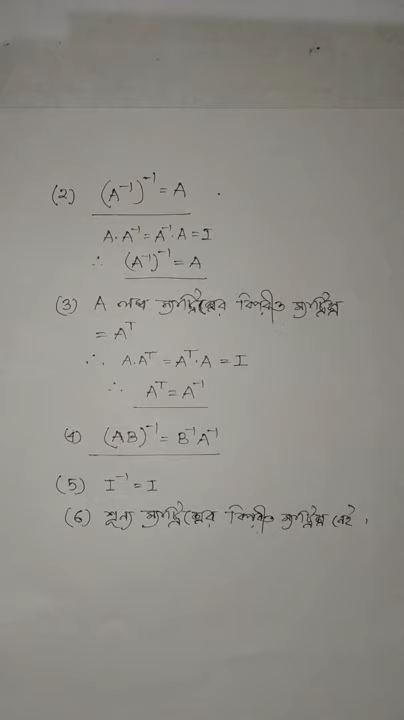 (2) (A⁻¹)⁻¹ = A
A. A⁻¹ = A⁻¹. A = I
∴ (A⁻¹)⁻¹ = A
(3) A লম্ব ম্যাট্রিক্সের বিপরীত ম্যাট্রিক্স
= Aᵀ
∴. A.Aᵀ = Aᵀ.A = I
∴ Aᵀ = A⁻¹
(4) (AB)⁻¹ = B⁻¹A⁻¹
(5) I⁻¹ = I
(6) শূন্য ম্যাট্রিক্সের বিপরীত ম্যাট্রিক্স নেই।